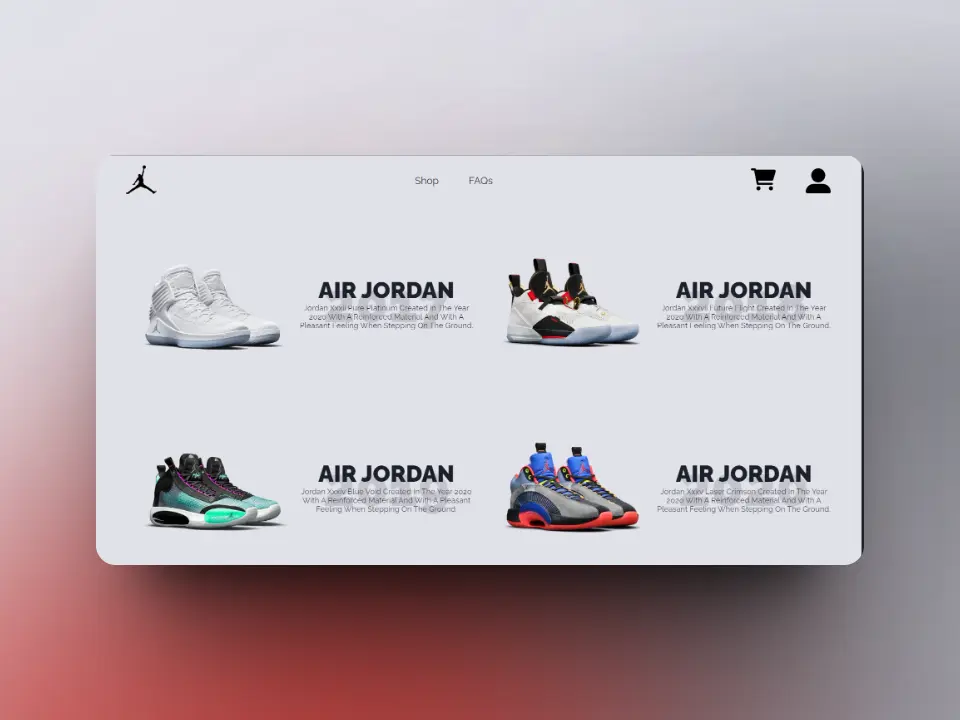 Shop
FAQs
AIR JORDAN
Jordan Xxxii Pure Platinum Created In The Year
2020 With A Reinforced Material And With A
Pleasant Feeling When Stepping On The Ground.
AIR JORDAN
Jordan Xxxvii Future Flight Created In The Year
2020 With A Reinforced Material And With A
Pleasant Feeling When Stepping On The Ground.
AIR JORDAN
Jordan Xxxiv Blue Void Created In The Year 2020
With A Reinforced Material And With A Pleasant
Feeling When Stepping On The Ground.
AIR JORDAN
Jordan Xxxiv Laser Crimson Created In The Year
2020 With A Reinforced Material And With A
Pleasant Feeling When Stepping On The Ground.